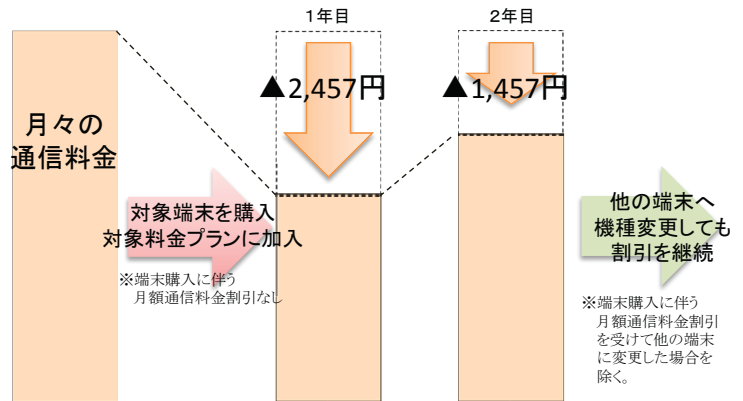 1年目
2年目
▲2,457円
▲1,457円
月々の
通信料金
対象端末を購入
対象料金プランに加入
※端末購入に伴う
月額通信料金割引なし
他の端末へ
機種変更しても
割引を継続
※端末購入に伴う
月額通信料金割引
を受けて他の端末
に変更した場合を
除く。